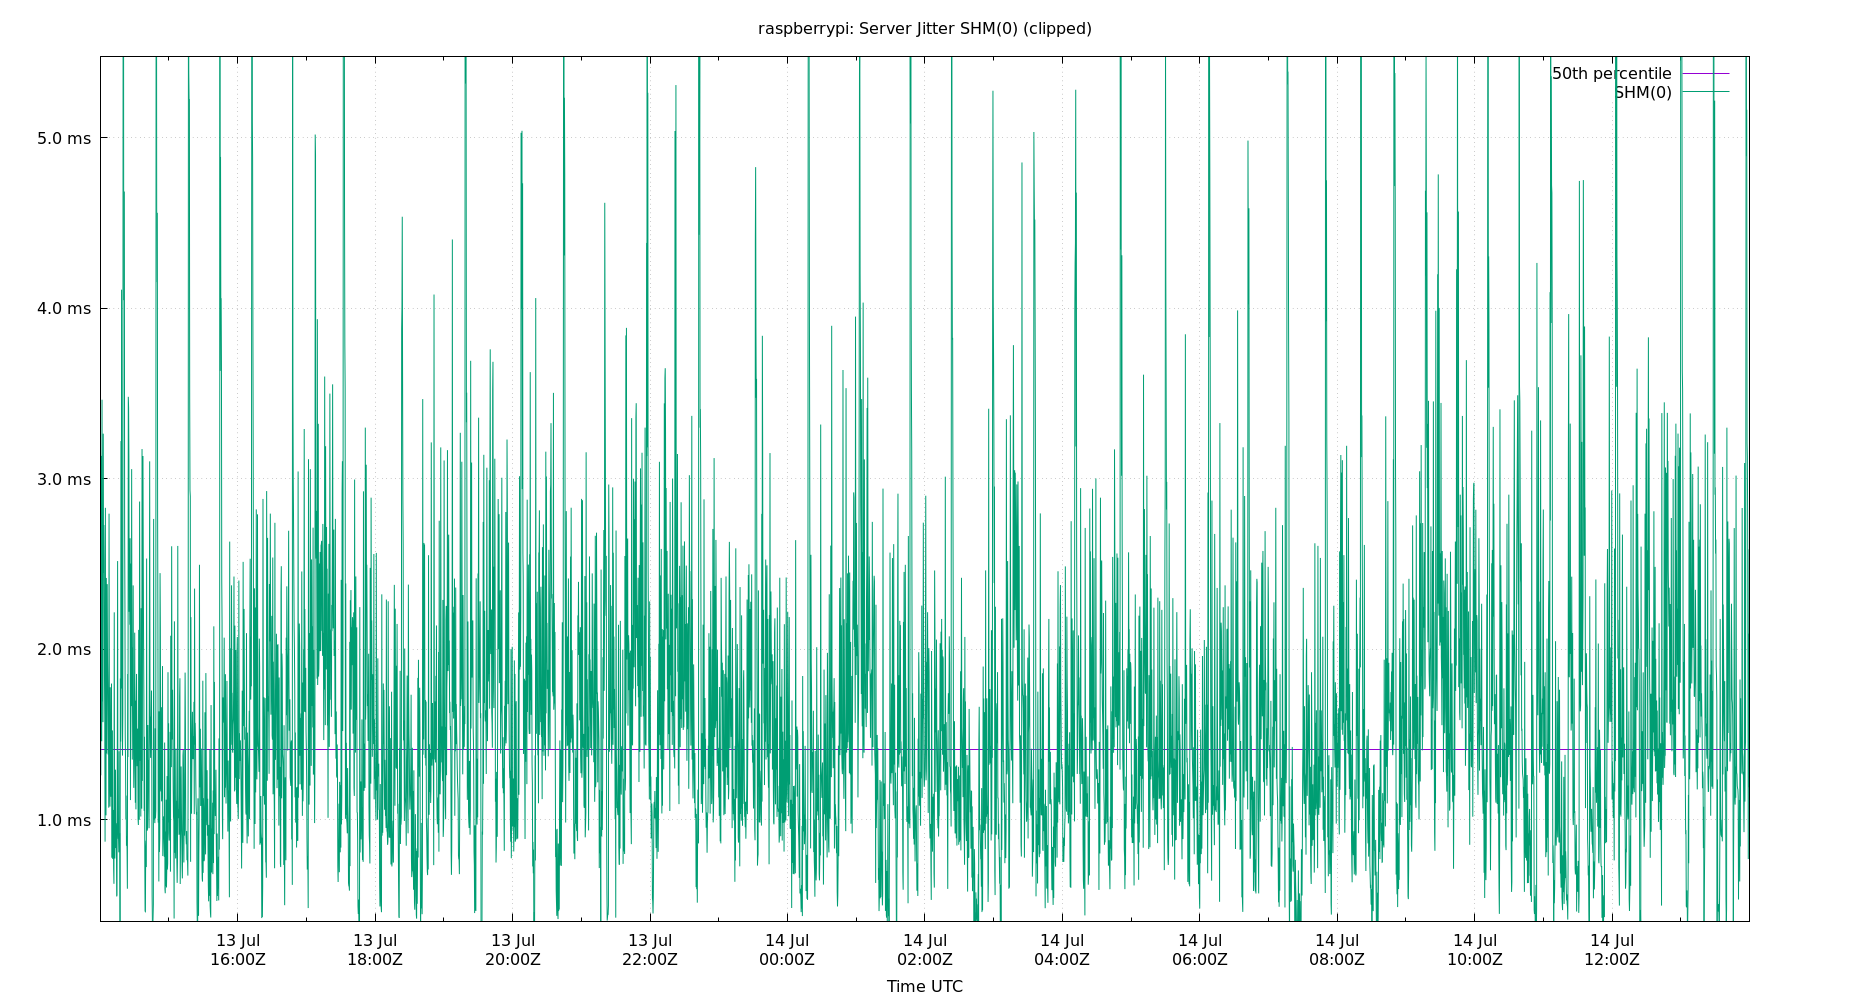 raspberrypi: Server Jitter SHM(0) (clipped)
50th percentile
SHM(0)
5.0 ms
4.0 ms
3.0 ms
2.0 ms
1.0 ms
13 Jul 13 Jul 13 Jul 13 Jul 14 Jul 14 Jul 14 Jul 14 Jul 14 Jul 14 Jul 14 Jul
16:00Z 18:00Z 20:00Z 22:00Z 00:00Z 02:00Z 04:00Z 06:00Z 08:00Z 10:00Z 12:00Z
Time UTC